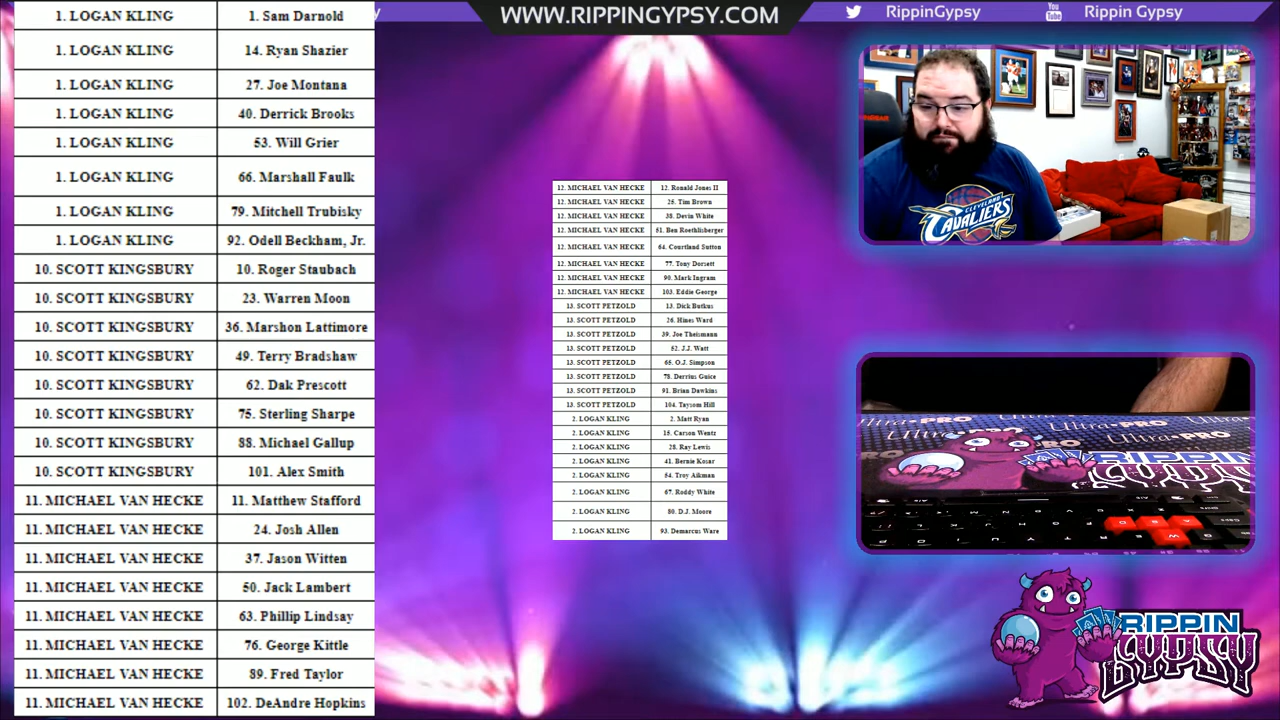 WWW.RIPPINGYPSY.COM
RippinGypsy
Rippin Gypsy
1. LOGAN KLING 1. Sam Darnold
1. LOGAN KLING 14. Ryan Shazier
1. LOGAN KLING 27. Joe Montana
1. LOGAN KLING 40. Derrick Brooks
1. LOGAN KLING 53. Will Grier
1. LOGAN KLING 66. Marshall Faulk
1. LOGAN KLING 79. Mitchell Trubisky
1. LOGAN KLING 92. Odell Beckham, Jr.
10. SCOTT KINGSBURY 10. Roger Staubach
10. SCOTT KINGSBURY 23. Warren Moon
10. SCOTT KINGSBURY 36. Marshon Lattimore
10. SCOTT KINGSBURY 49. Terry Bradshaw
10. SCOTT KINGSBURY 62. Dak Prescott
10. SCOTT KINGSBURY 75. Sterling Sharpe
10. SCOTT KINGSBURY 88. Michael Gallup
10. SCOTT KINGSBURY 101. Alex Smith
11. MICHAEL VAN HECKE 11. Matthew Stafford
11. MICHAEL VAN HECKE 24. Josh Allen
11. MICHAEL VAN HECKE 37. Jason Witten
11. MICHAEL VAN HECKE 50. Jack Lambert
11. MICHAEL VAN HECKE 63. Phillip Lindsay
11. MICHAEL VAN HECKE 76. George Kittle
11. MICHAEL VAN HECKE 89. Fred Taylor
11. MICHAEL VAN HECKE 102. DeAndre Hopkins
12. MICHAEL VAN HECKE 12. Ronald Jones II
12. MICHAEL VAN HECKE 25. Tim Brown
12. MICHAEL VAN HECKE 38. Devin White
12. MICHAEL VAN HECKE 51. Ben Roethlisberger
12. MICHAEL VAN HECKE 64. Courtland Sutton
12. MICHAEL VAN HECKE 77. Tony Dorsett
12. MICHAEL VAN HECKE 90. Mark Ingram
12. MICHAEL VAN HECKE 103. Eddie George
13. SCOTT PETZOLD 13. Dick Butkus
13. SCOTT PETZOLD 26. Hines Ward
13. SCOTT PETZOLD 39. Joe Theismann
13. SCOTT PETZOLD 52. J.J. Watt
13. SCOTT PETZOLD 65. O.J. Simpson
13. SCOTT PETZOLD 78. Derrius Guice
13. SCOTT PETZOLD 91. Brian Dawkins
13. SCOTT PETZOLD 104. Taysom Hill
2. LOGAN KLING 2. Matt Ryan
2. LOGAN KLING 15. Carson Wentz
2. LOGAN KLING 28. Ray Lewis
2. LOGAN KLING 41. Bernie Kosar
2. LOGAN KLING 54. Troy Aikman
2. LOGAN KLING 67. Roddy White
2. LOGAN KLING 80. D.J. Moore
2. LOGAN KLING 93. Demarcus Ware
CLEVELAND
CAVALIERS
Ultra PRO
RIPPIN
RIPPIN
GYPSY